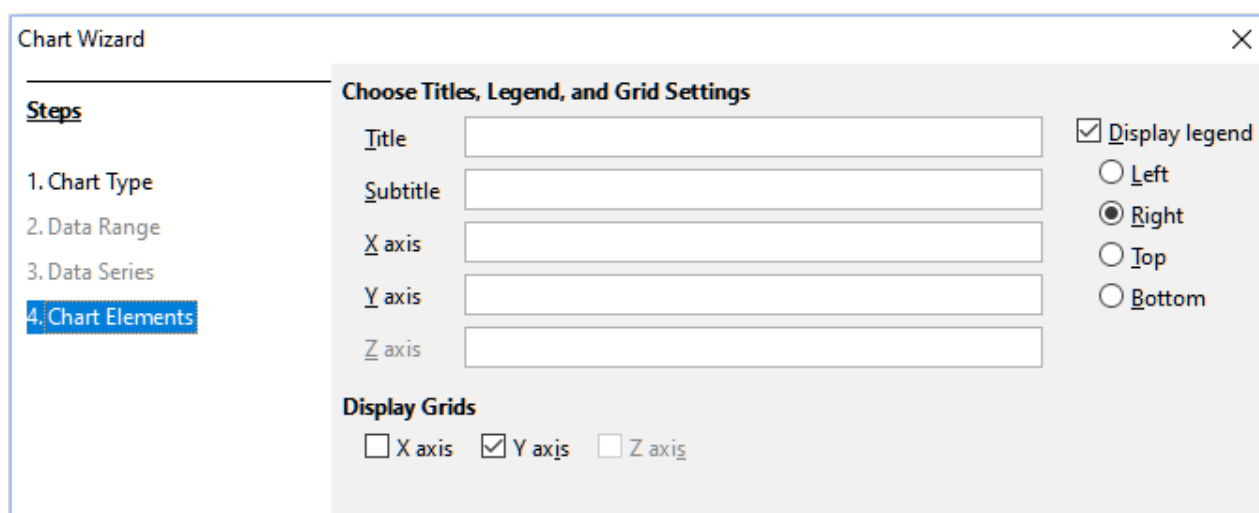 Chart Wizard
Steps
1. Chart Type
2. Data Range
3. Data Series
4. Chart Elements
Choose Titles, Legend, and Grid Settings
Title
Subtitle
X axis
Y axis
Z axis
Display legend
Left
Right
Top
Bottom
Display Grids
X axis Y axis Z axis